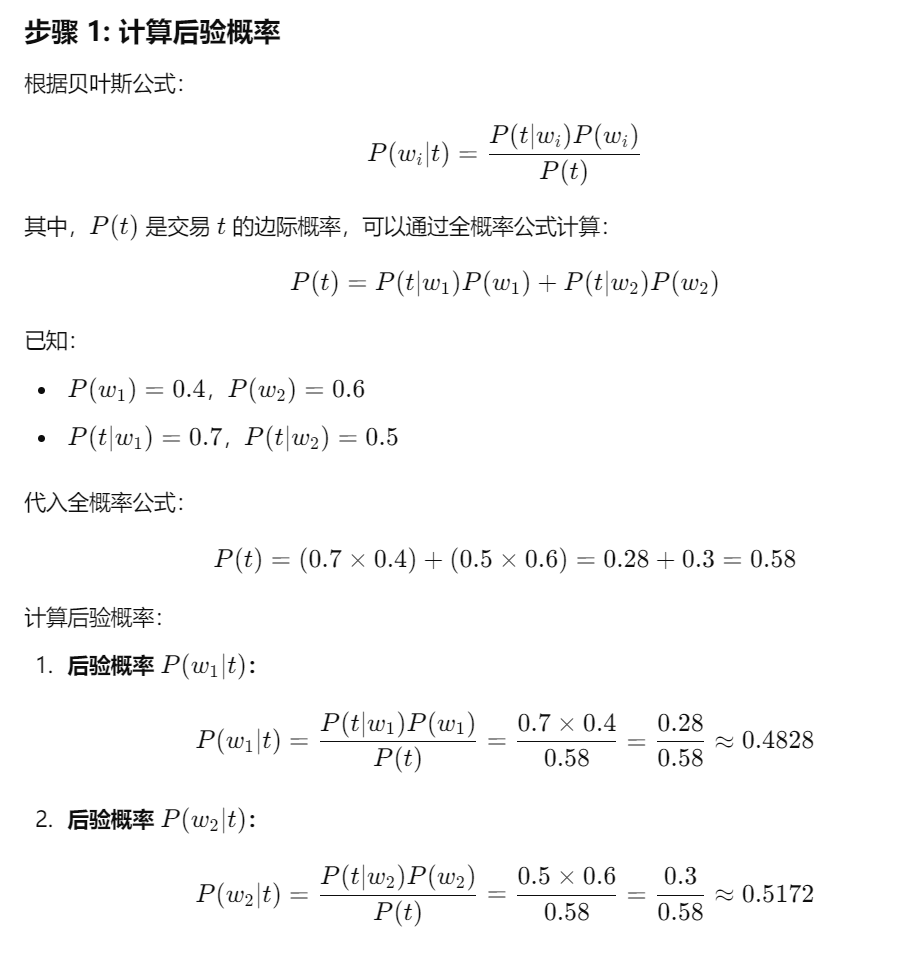 步骤 1: 计算后验概率
根据贝叶斯公式：
P(w_i|t) = \frac{P(t|w_i)P(w_i)}{P(t)}
其中，P(t) 是交易 t 的边际概率，可以通过全概率公式计算：
P(t) = P(t|w_1)P(w_1) + P(t|w_2)P(w_2)
已知：
• P(w_1) = 0.4，P(w_2) = 0.6
• P(t|w_1) = 0.7，P(t|w_2) = 0.5
代入全概率公式：
P(t) = (0.7 × 0.4) + (0.5 × 0.6) = 0.28 + 0.3 = 0.58
计算后验概率：
1. 后验概率 P(w_1|t)：
P(w_1|t) = \frac{P(t|w_1)P(w_1)}{P(t)} = \frac{0.7 × 0.4}{0.58} = \frac{0.28}{0.58} ≈ 0.4828
2. 后验概率 P(w_2|t)：
P(w_2|t) = \frac{P(t|w_2)P(w_2)}{P(t)} = \frac{0.5 × 0.6}{0.58} = \frac{0.3}{0.58} ≈ 0.5172